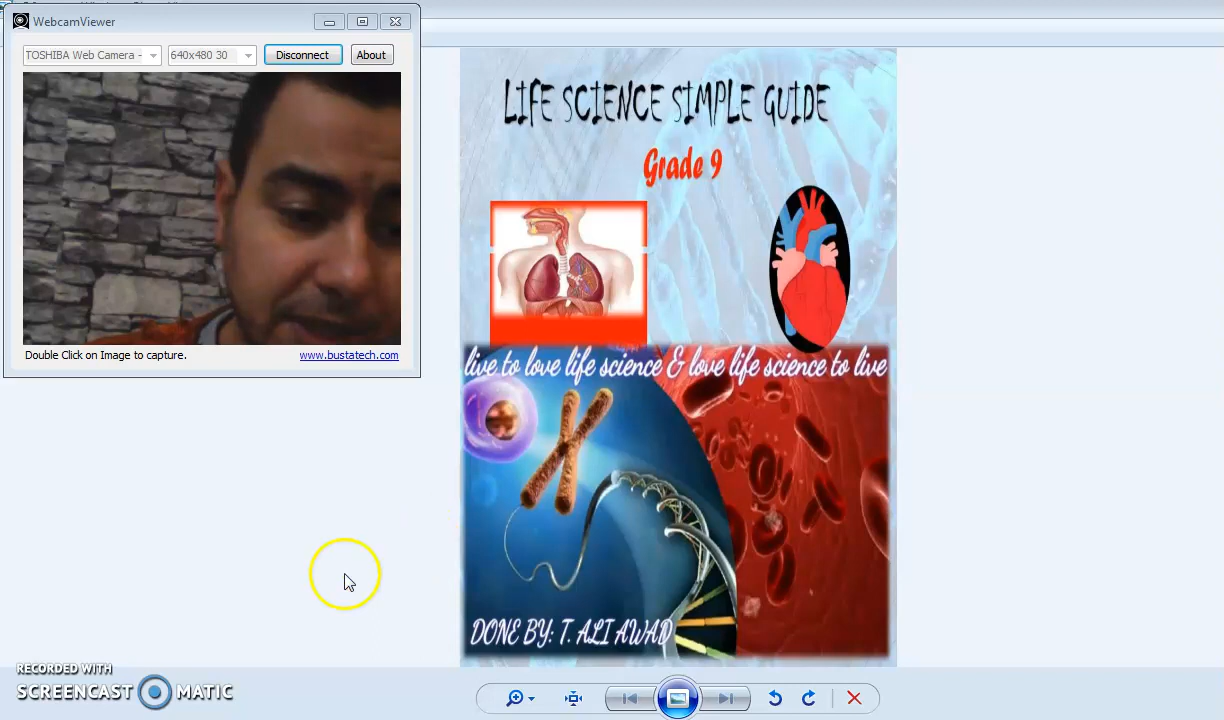 WebcamViewer
TOSHIBA Web Camera -
640x480 30
Disconnect
About
Double Click on Image to capture.
www.bustatech.com
LIFE SCIENCE SIMPLE GUIDE
Grade 9
live to love life science & love life science to live
DONE BY: T. ALI AWAD
RECORDED WITH
SCREENCAST MATIC